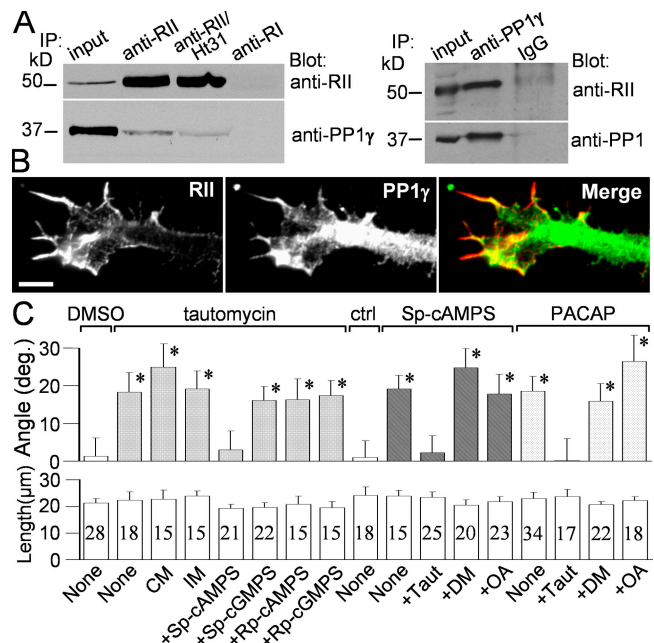 A
IP: input anti-RII anti-RII/Ht31 anti-RI
kD Blot:
50 anti-RII
37 anti-PP1γ
IP: input anti-PP1γ IgG
kD Blot:
50 anti-RII
37 anti-PP1
B
RII PP1γ Merge
C
DMSO tautomycin ctrl Sp-cAMPS PACAP
Angle (deg.)
30
20
10
0
* * * * * * * * * * * *
Length(μm)
30
20
10
0
28 18 15 15 21 22 15 15 18 15 25 20 23 34 17 22 18
None None CM IM +Sp-cAMPS +Sp-cGMPS +Rp-cAMPS +Rp-cGMPS None None +Taut +DM +OA None +Taut +DM +OA